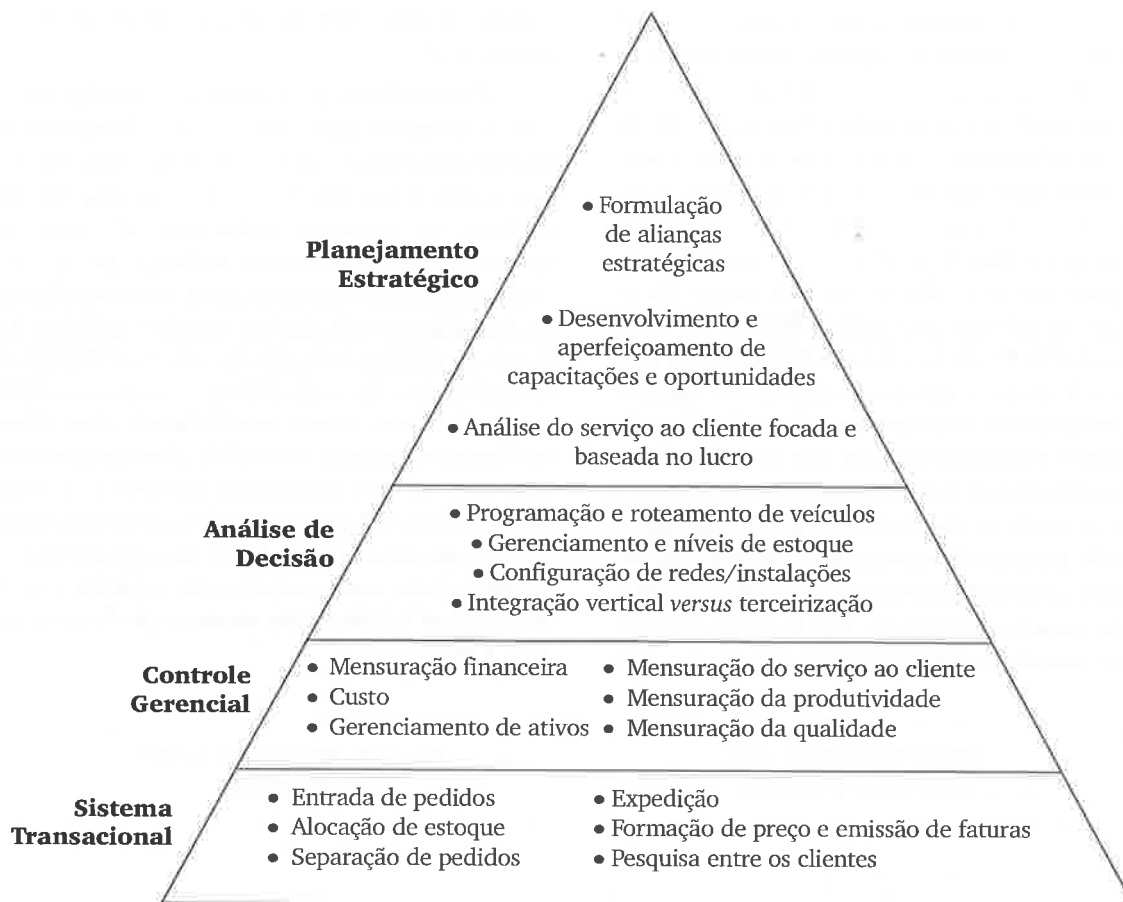 Planejamento
Estratégico
• Formulação
de alianças
estratégicas
• Desenvolvimento e
aperfeiçoamento de
capacitações e oportunidades
• Análise do serviço ao cliente focada e
baseada no lucro
Análise de
Decisão
• Programação e roteamento de veículos
• Gerenciamento e níveis de estoque
• Configuração de redes/instalações
• Integração vertical versus terceirização
Controle
Gerencial
• Mensuração financeira
• Custo
• Gerenciamento de ativos
• Mensuração do serviço ao cliente
• Mensuração da produtividade
• Mensuração da qualidade
Sistema
Transacional
• Entrada de pedidos
• Alocação de estoque
• Separação de pedidos
• Expedição
• Formação de preço e emissão de faturas
• Pesquisa entre os clientes